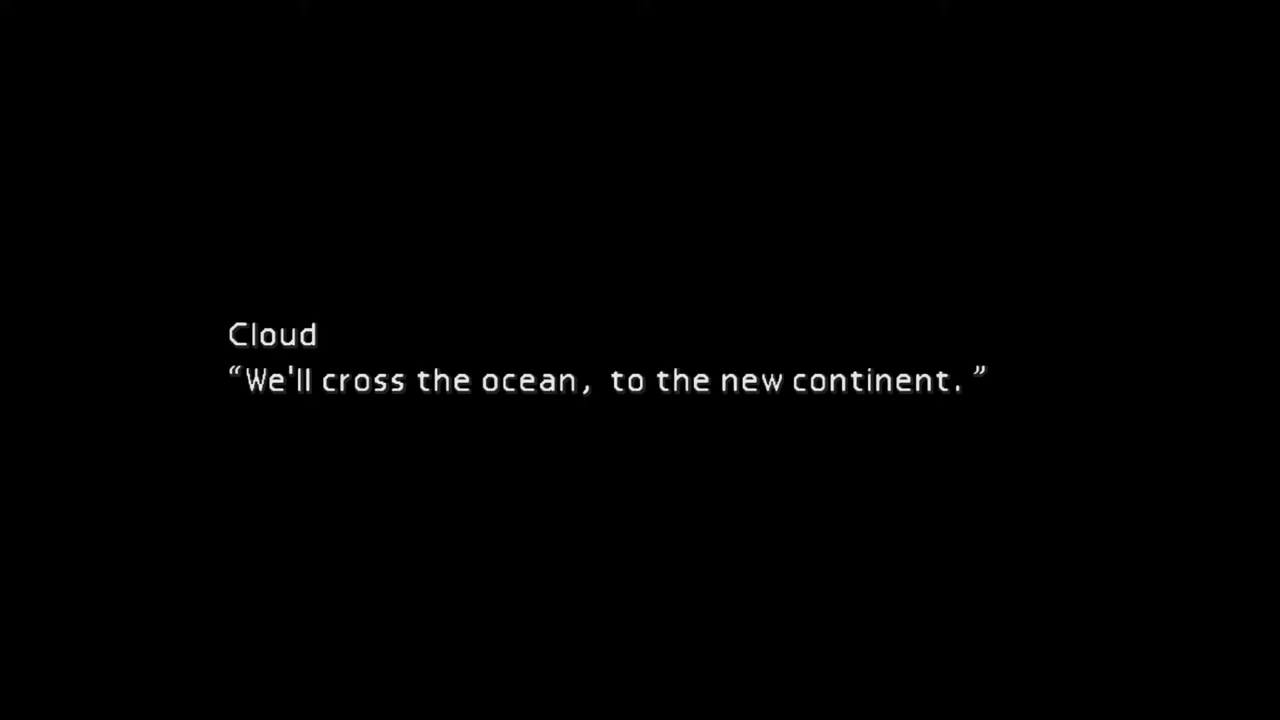 Cloud
“We'll cross the ocean, to the new continent.”